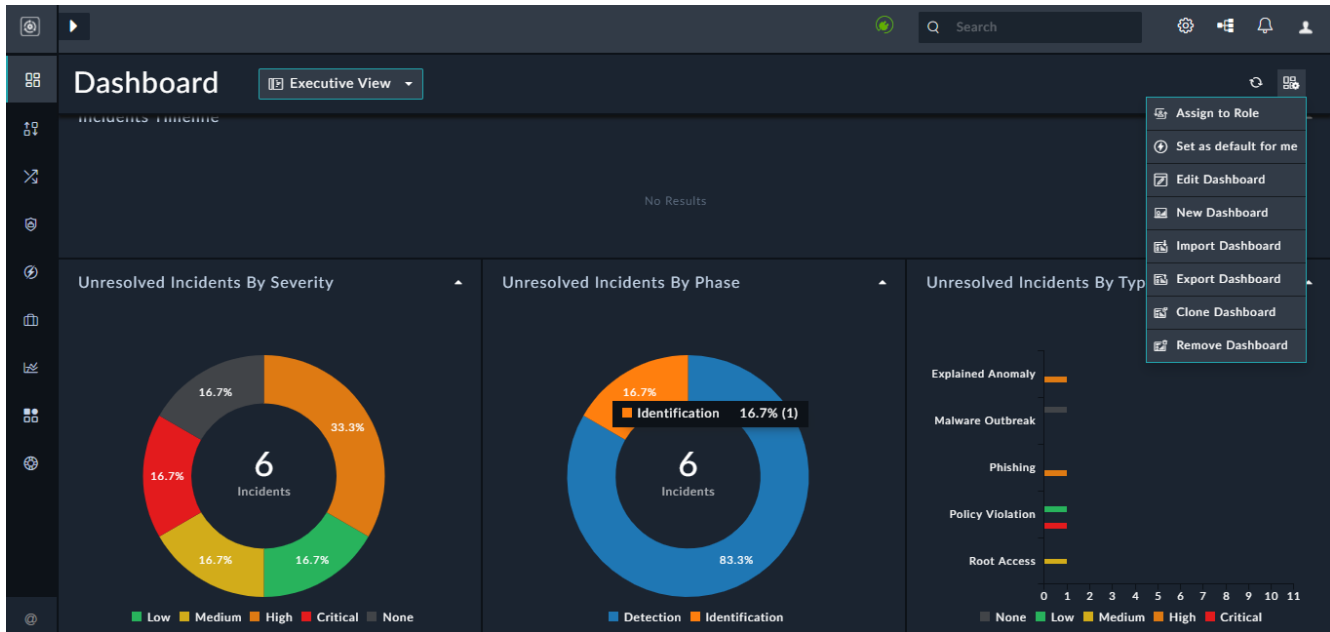 Search
Dashboard
Executive View
Assign to Role
Set as default for me
Edit Dashboard
New Dashboard
Import Dashboard
Export Dashboard
Clone Dashboard
Remove Dashboard
Incidents Timeline
No Results
Unresolved Incidents By Severity
16.7%
33.3%
16.7%
6
Incidents
16.7%
16.7%
Low Medium High Critical None
Unresolved Incidents By Phase
16.7%
Identification 16.7% (1)
6
Incidents
83.3%
Detection Identification
Unresolved Incidents By Typ
Explained Anomaly
Malware Outbreak
Phishing
Policy Violation
Root Access
0 1 2 3 4 5 6 7 8 9 10 11
None Low Medium High Critical
@